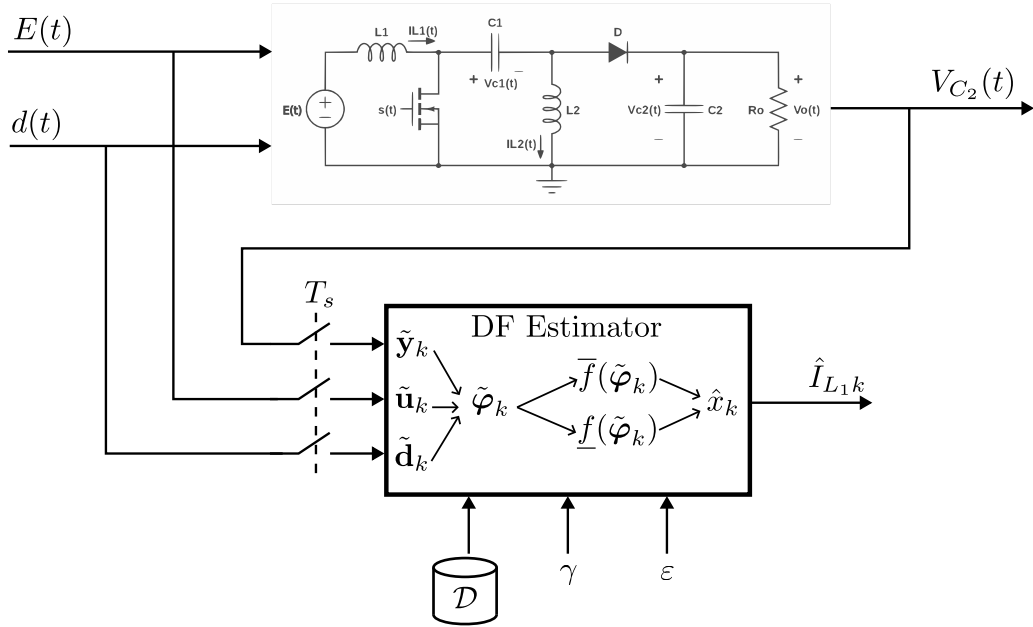 E(t)
d(t)
L1
IL1(t)
C1
+ Vc1(t) −
D
E(t)
+
−
s(t)
L2
IL2(t)
+
Vc2(t)
−
C2
Ro
+
Vo(t)
−
V_{C_2}(t)
T_s
DF Estimator
ỹ_k
ũ_k
d̃_k
φ̃_k
f̅(φ̃_k)
f̲(φ̃_k)
x̂_k
Î_{L_1 k}
𝒟
γ
ε